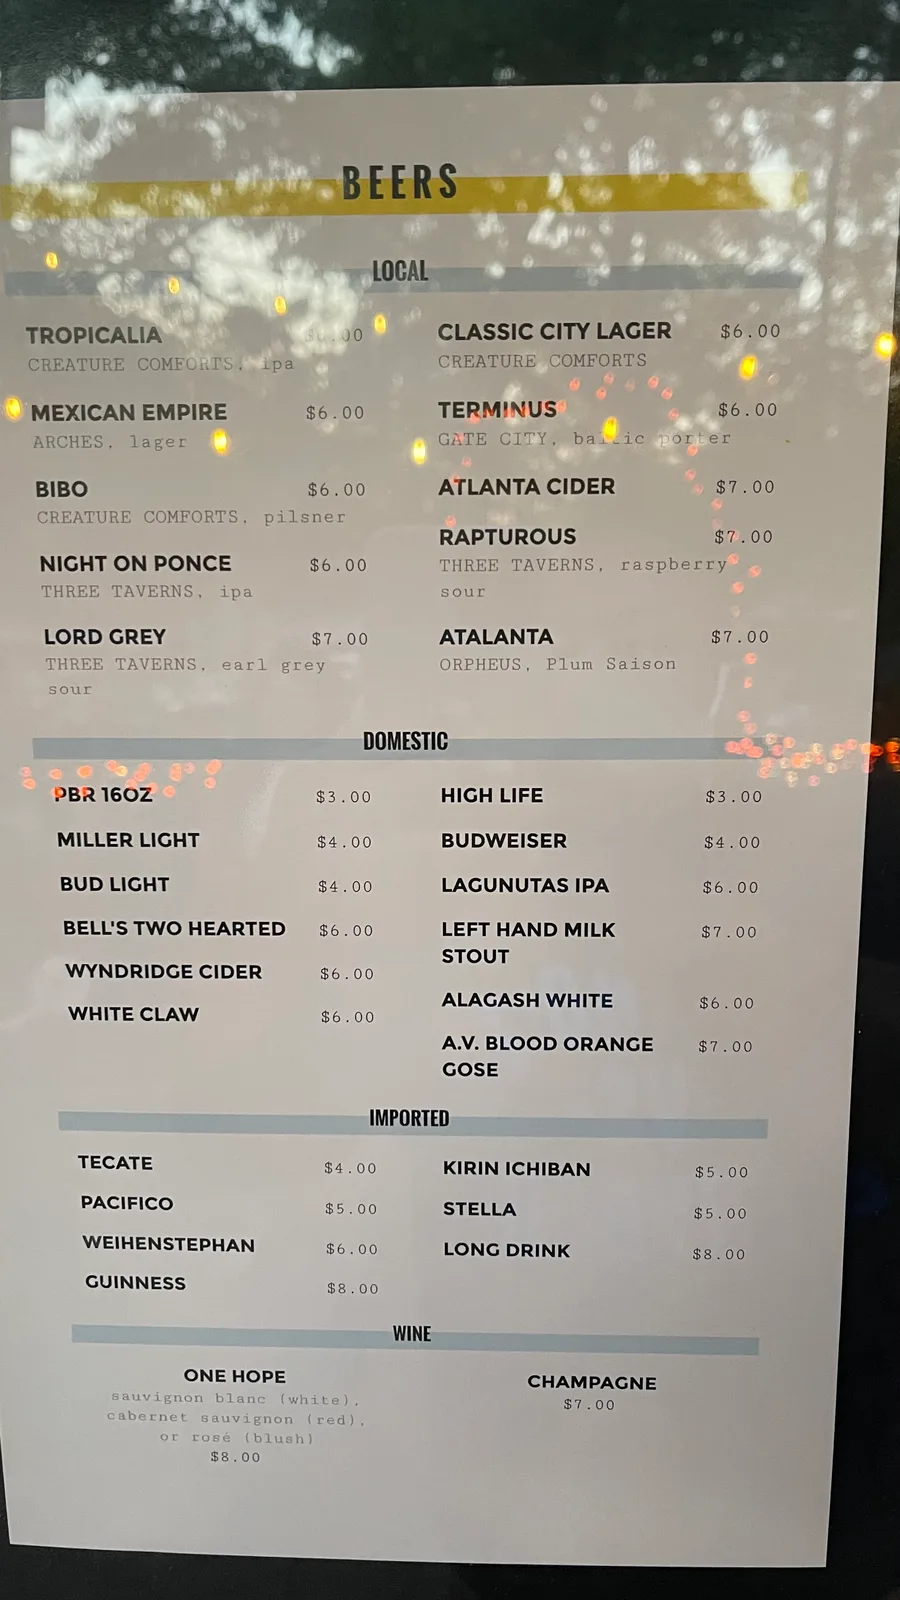 BEERS
LOCAL
TROPICALIA
CREATURE COMFORTS, ipa
MEXICAN EMPIRE $6.00
ARCHES, lager
BIBO $6.00
CREATURE COMFORTS, pilsner
NIGHT ON PONCE $6.00
THREE TAVERNS, ipa
LORD GREY $7.00
THREE TAVERNS, earl grey
sour
CLASSIC CITY LAGER $6.00
CREATURE COMFORTS
TERMINUS $6.00
GATE CITY, baltic porter
ATLANTA CIDER $7.00
RAPTUROUS $7.00
THREE TAVERNS, raspberry
sour
ATALANTA $7.00
ORPHEUS, Plum Saison
DOMESTIC
PBR 16OZ $3.00
MILLER LIGHT $4.00
BUD LIGHT $4.00
BELL'S TWO HEARTED $6.00
WYNDRIDGE CIDER $6.00
WHITE CLAW $6.00
HIGH LIFE $3.00
BUDWEISER $4.00
LAGUNUTAS IPA $6.00
LEFT HAND MILK $7.00
STOUT
ALAGASH WHITE $6.00
A.V. BLOOD ORANGE $7.00
GOSE
IMPORTED
TECATE $4.00
PACIFICO $5.00
WEIHENSTEPHAN $6.00
GUINNESS $8.00
KIRIN ICHIBAN $5.00
STELLA $5.00
LONG DRINK $8.00
WINE
ONE HOPE
sauvignon blanc (white),
cabernet sauvignon (red),
or rosé (blush)
$8.00
CHAMPAGNE
$7.00